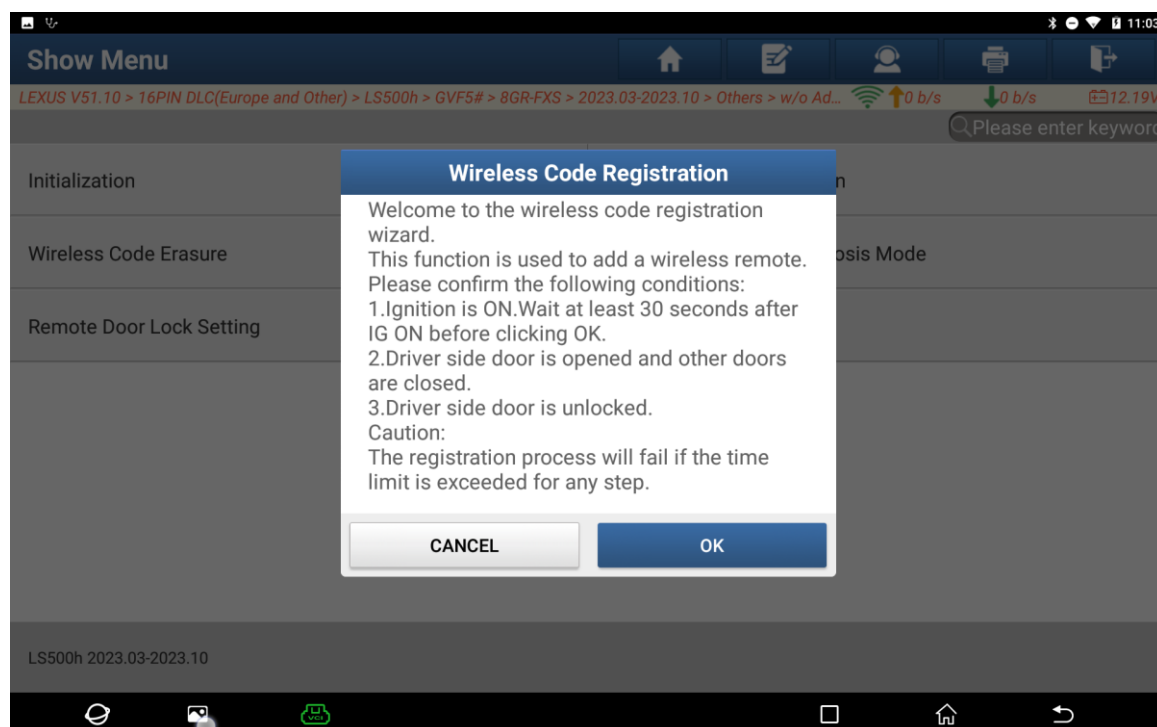 11:03
Show Menu
LEXUS V51.10 > 16PIN DLC(Europe and Other) > LS500h > GVF5# > 8GR-FXS > 2023.03-2023.10 > Others > w/o Ad... 0 b/s 0 b/s 12.19V
Please enter keyword
Initialization
n
Wireless Code Erasure
osis Mode
Remote Door Lock Setting
Wireless Code Registration
Welcome to the wireless code registration
wizard.
This function is used to add a wireless remote.
Please confirm the following conditions:
1.Ignition is ON.Wait at least 30 seconds after
IG ON before clicking OK.
2.Driver side door is opened and other doors
are closed.
3.Driver side door is unlocked.
Caution:
The registration process will fail if the time
limit is exceeded for any step.
CANCEL
OK
LS500h 2023.03-2023.10
VCI